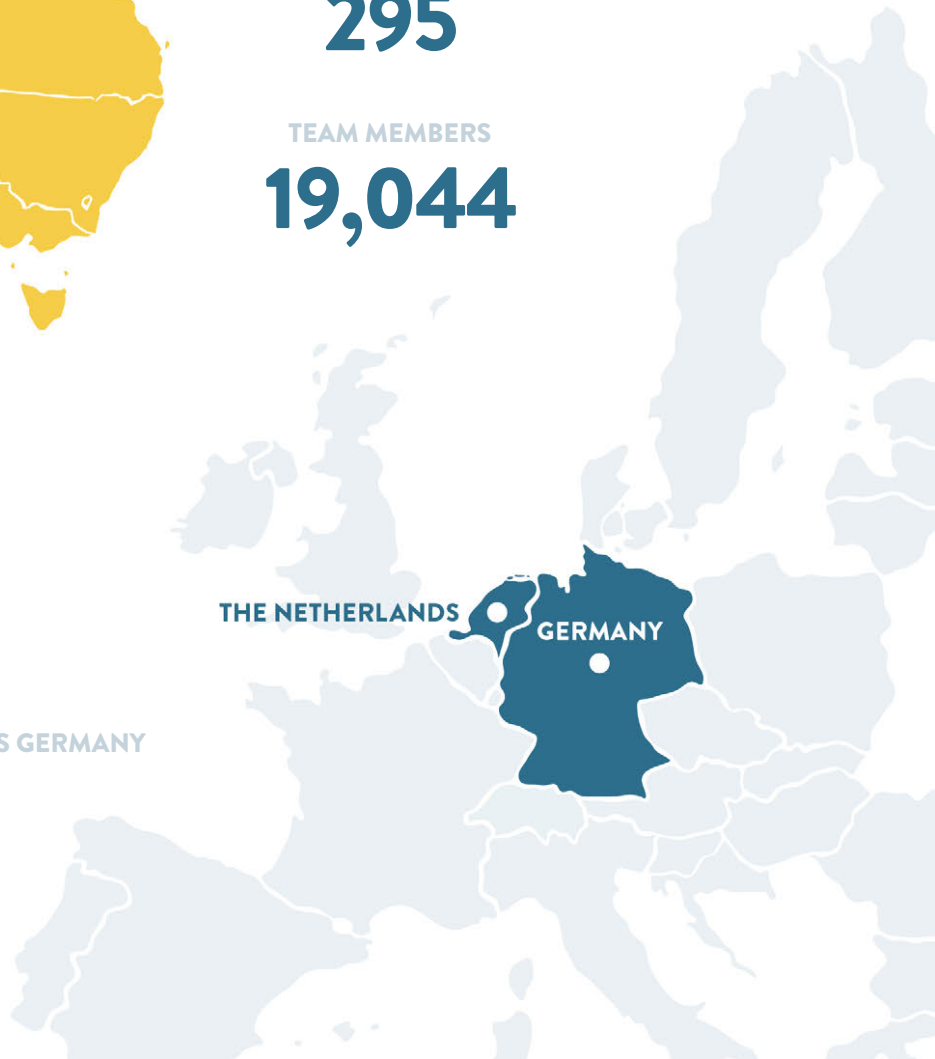 295
TEAM MEMBERS
19,044
THE NETHERLANDS
GERMANY
S GERMANY